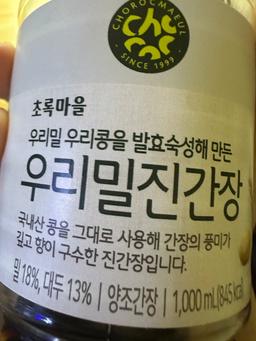 CHOROCMAEUL
SINCE 1999
초록마을
우리밀 우리콩을 발효숙성해 만든
우리밀진간장
국내산 콩을 그대로 사용해 간장의 풍미가
깊고 향이 구수한 진간장입니다.
밀 18%, 대두 13% | 양조간장 | 1,000 mL(845 kcal)